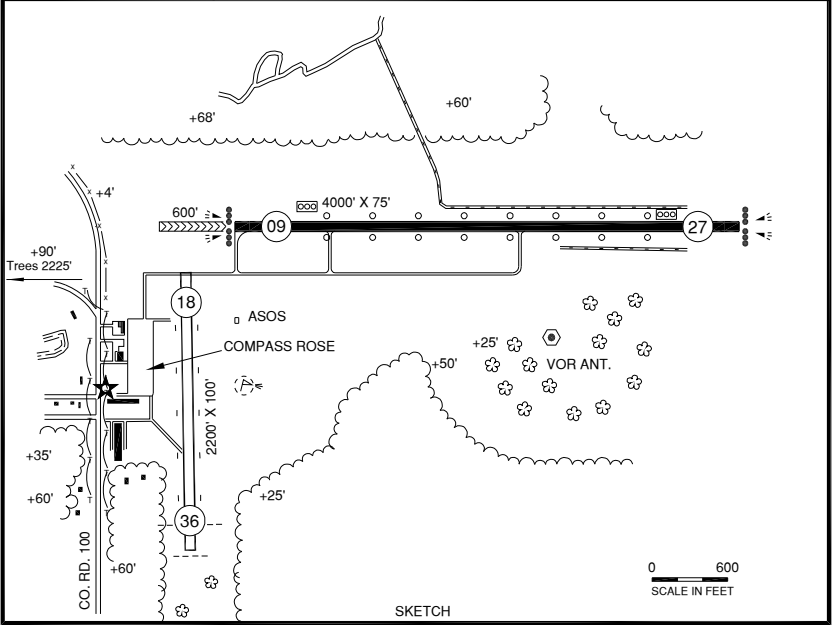 +60'
+68'
+4'
600'
4000' X 75'
09
27
+90'
Trees 2225'
18
ASOS
COMPASS ROSE
+25'
+50'
VOR ANT.
2200' X 100'
+35'
+60'
+25'
36
CO. RD. 100
+60'
0 600
SCALE IN FEET
SKETCH